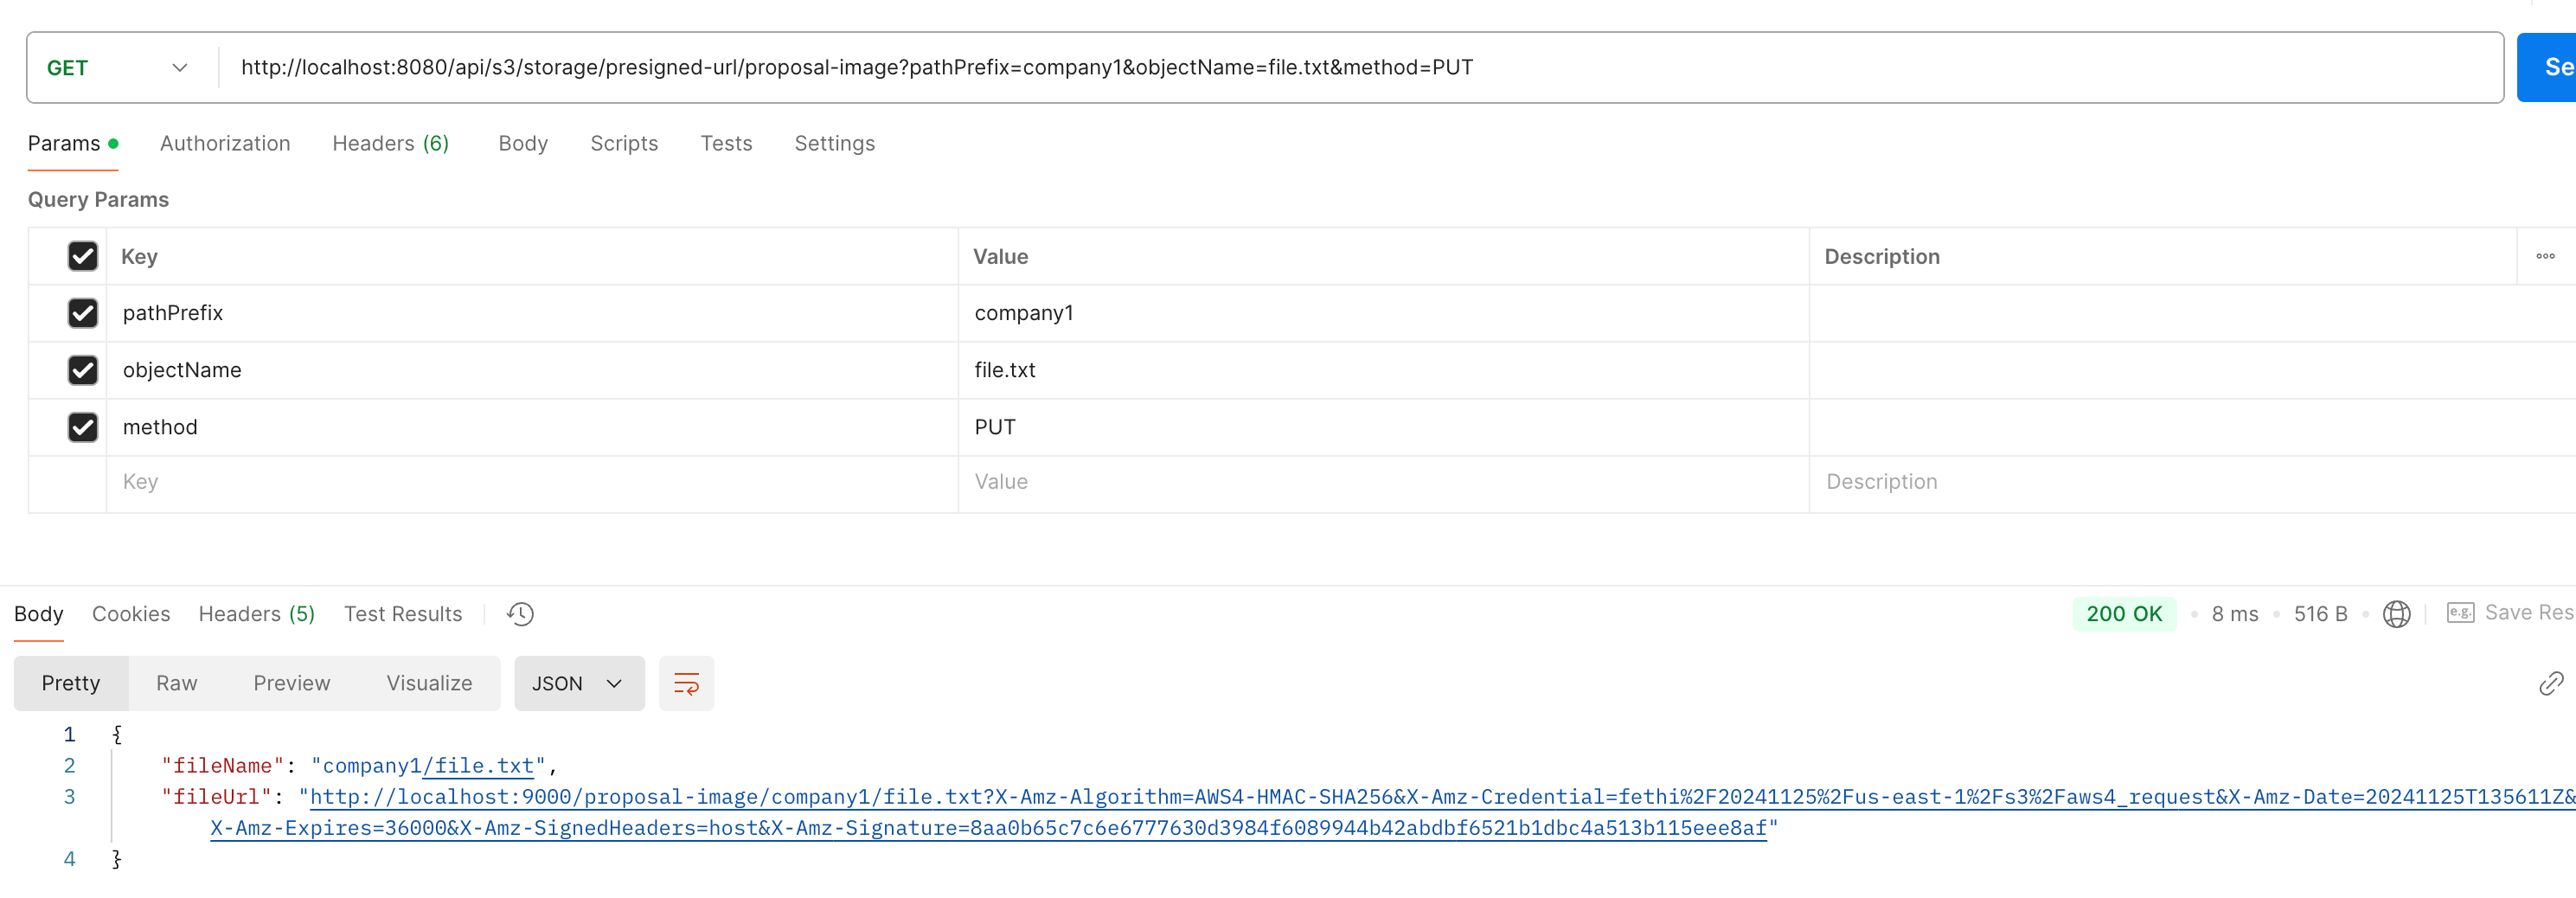 GET http://localhost:8080/api/s3/storage/presigned-url/proposal-image?pathPrefix=company1&objectName=file.txt&method=PUT Se
Params Authorization Headers (6) Body Scripts Tests Settings
Query Params
Key Value Description
pathPrefix company1
objectName file.txt
method PUT
Key Value Description
Body Cookies Headers (5) Test Results 200 OK • 8 ms • 516 B • e.g. Save Res
Pretty Raw Preview Visualize JSON
1 {
2 "fileName": "company1/file.txt",
3 "fileUrl": "http://localhost:9000/proposal-image/company1/file.txt?X-Amz-Algorithm=AWS4-HMAC-SHA256&X-Amz-Credential=fethi%2F20241125%2Fus-east-1%2Fs3%2Faws4_request&X-Amz-Date=20241125T135611Z&
X-Amz-Expires=36000&X-Amz-SignedHeaders=host&X-Amz-Signature=8aa0b65c7c6e6777630d3984f6089944b42abdbf6521b1dbc4a513b115eee8af"
4 }